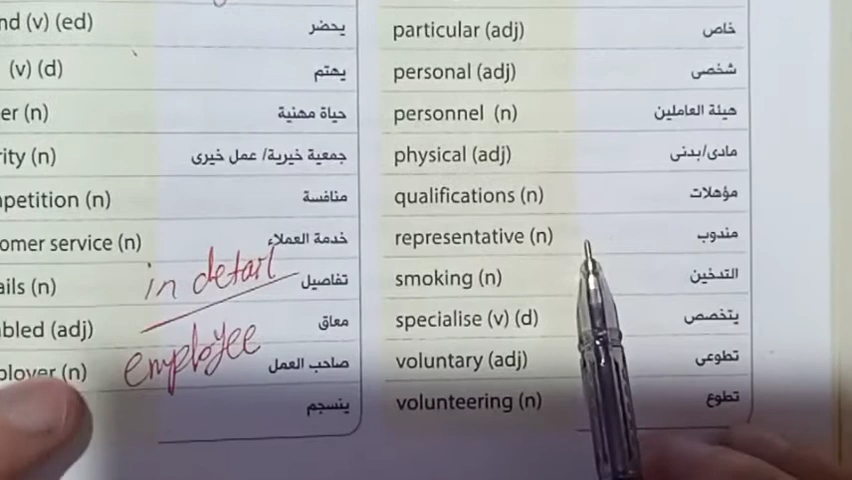 nd (v) (ed) يحضر
(v) (d) يهتم
er (n) حياة مهنية
rity (n) جمعية خيرية/ عمل خيرى
npetition (n) منافسة
omer service (n) خدمة العملاء
ails (n) in detail تفاصيل
bled (adj) معاق
ployer (n) employee صاحب العمل
ينسجم
particular (adj) خاص
personal (adj) شخصى
personnel (n) هيئة العاملين
physical (adj) مادى/بدنى
qualifications (n) مؤهلات
representative (n) مندوب
smoking (n) التدخين
specialise (v) (d) يتخصص
voluntary (adj) تطوعى
volunteering (n) تطوع